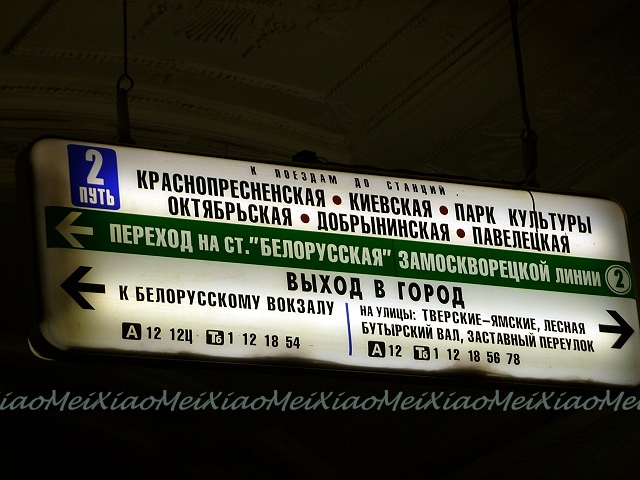 2
ПУТЬ
К ПОЕЗДАМ ДО СТАНЦИЙ
КРАСНОПРЕСНЕНСКАЯ • КИЕВСКАЯ • ПАРК КУЛЬТУРЫ
ОКТЯБРЬСКАЯ • ДОБРЫНИНСКАЯ • ПАВЕЛЕЦКАЯ
ПЕРЕХОД НА СТ."БЕЛОРУССКАЯ" ЗАМОСКВОРЕЦКОЙ ЛИНИИ 2
ВЫХОД В ГОРОД
К БЕЛОРУССКОМУ ВОКЗАЛУ
А 12 12Ц Тб 1 12 18 54
НА УЛИЦЫ: ТВЕРСКИЕ-ЯМСКИЕ, ЛЕСНАЯ
БУТЫРСКИЙ ВАЛ, ЗАСТАВНЫЙ ПЕРЕУЛОК
А 12 Тб 1 12 18 56 78
iaoMeiXiaoMeiXiaoMeiXiaoMeiXiaoMeiXiaoMe